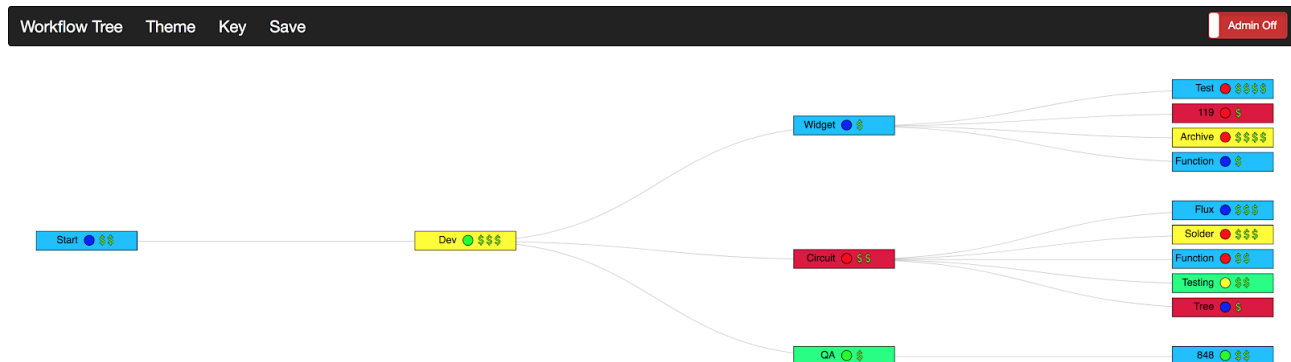 Workflow Tree Theme Key Save Admin Off
Test $$$$
119 $
Archive $$$$
Function $
Widget $
Flux $$$
Solder $$$
Function $$
Testing $$
Tree $
Circuit $$
Start $$
Dev $$$
QA $
848 $$